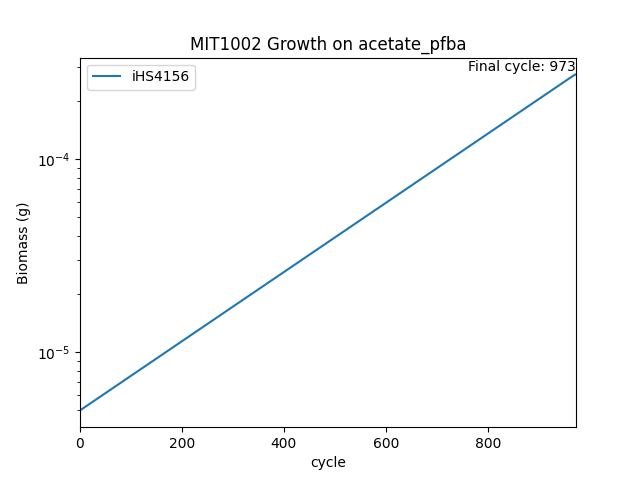 MIT1002 Growth on acetate_pfba
Final cycle: 973
iHS4156
Biomass (g)
10^-4
10^-5
0 200 400 600 800
cycle